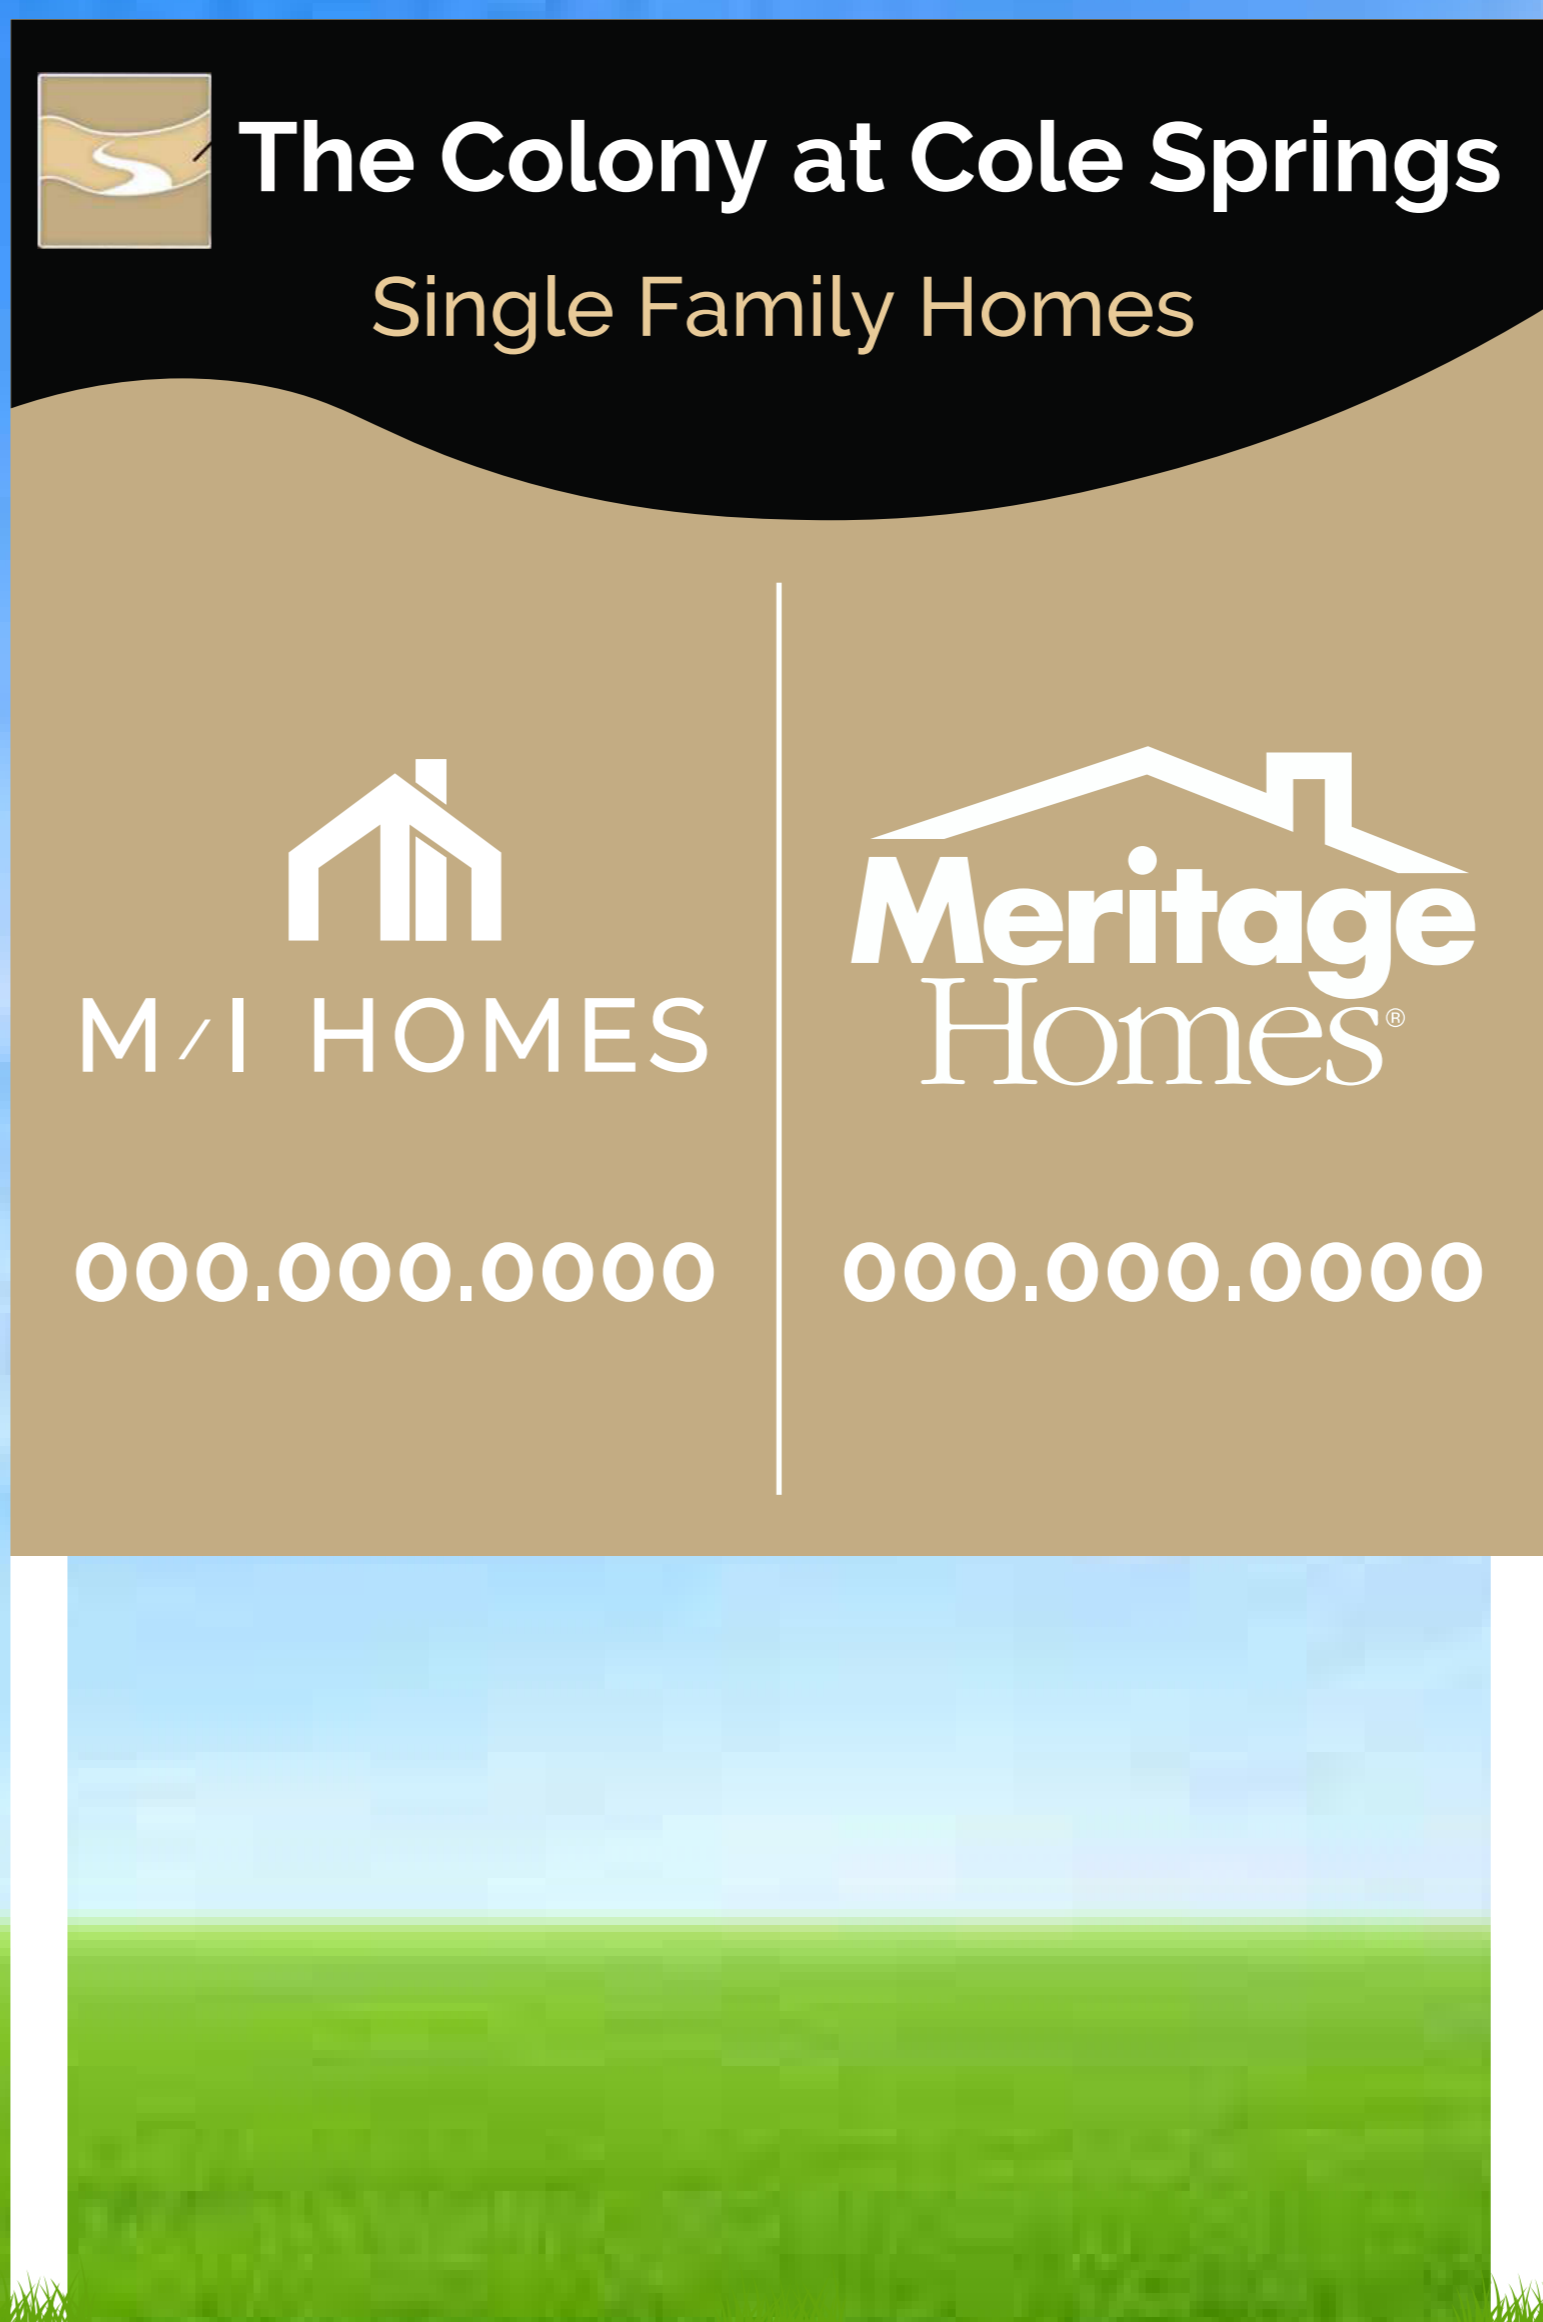 The Colony at Cole Springs
Single Family Homes
M/I HOMES
000.000.0000
Meritage
Homes®
000.000.0000